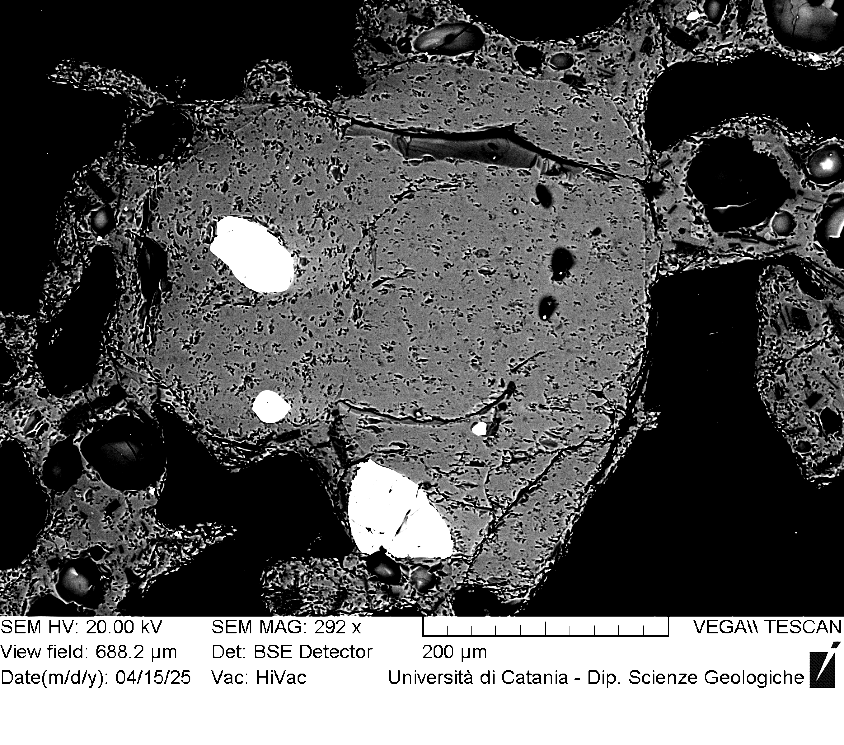 SEM HV: 20.00 kV SEM MAG: 292 x VEGA\\ TESCAN
View field: 688.2 µm Det: BSE Detector 200 µm
Date(m/d/y): 04/15/25 Vac: HiVac Università di Catania - Dip. Scienze Geologiche